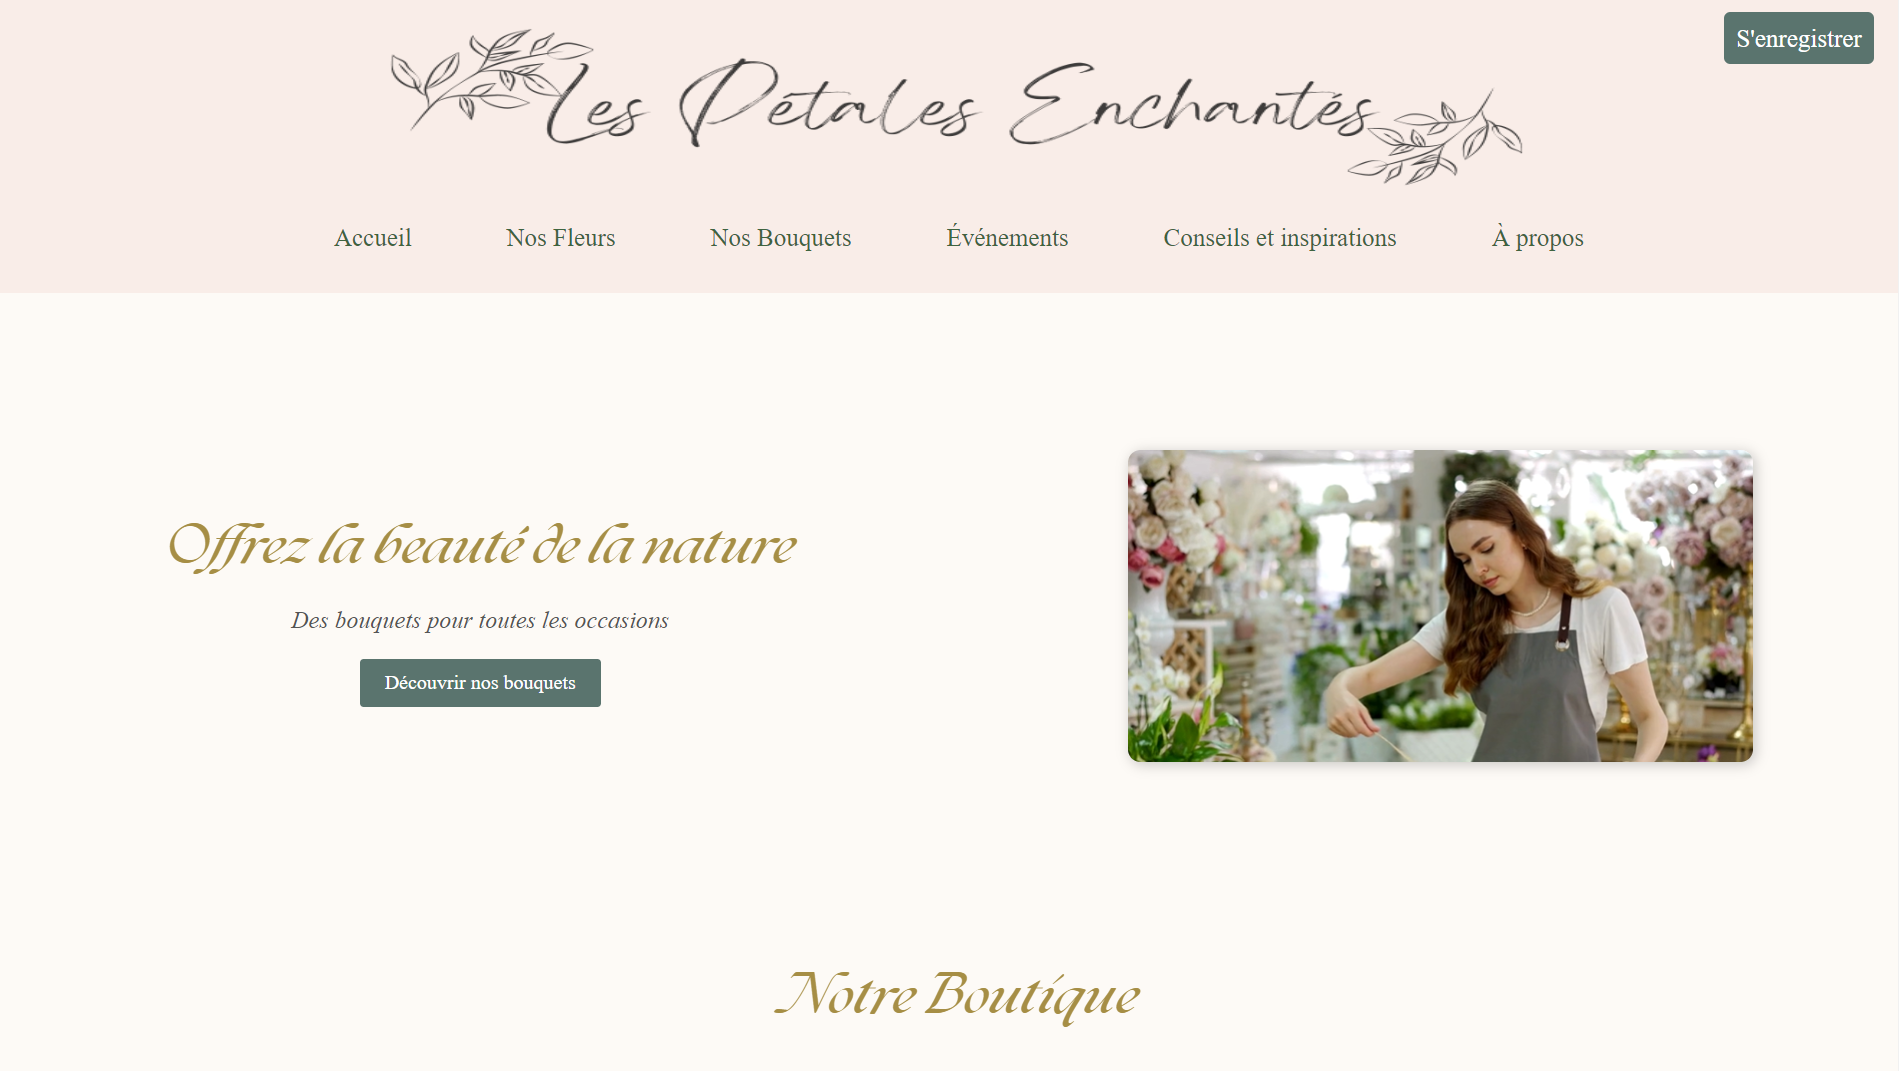 S'enregistrer
Les Pétales Enchantés
Accueil Nos Fleurs Nos Bouquets Événements Conseils et inspirations À propos
Offrez la beauté de la nature
Des bouquets pour toutes les occasions
Découvrir nos bouquets
Notre Boutique